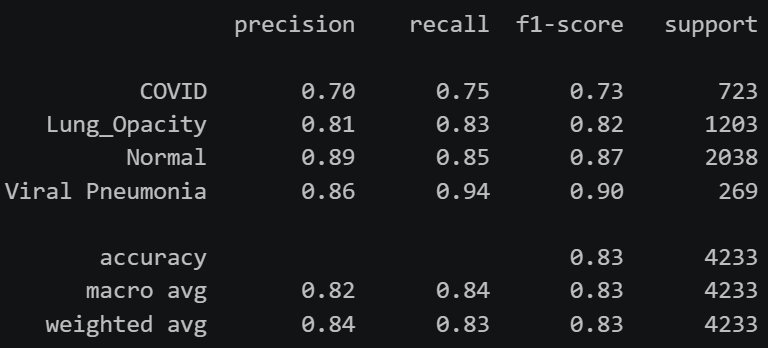 precision recall f1-score support
COVID 0.70 0.75 0.73 723
Lung_Opacity 0.81 0.83 0.82 1203
Normal 0.89 0.85 0.87 2038
Viral Pneumonia 0.86 0.94 0.90 269
accuracy 0.83 4233
macro avg 0.82 0.84 0.83 4233
weighted avg 0.84 0.83 0.83 4233